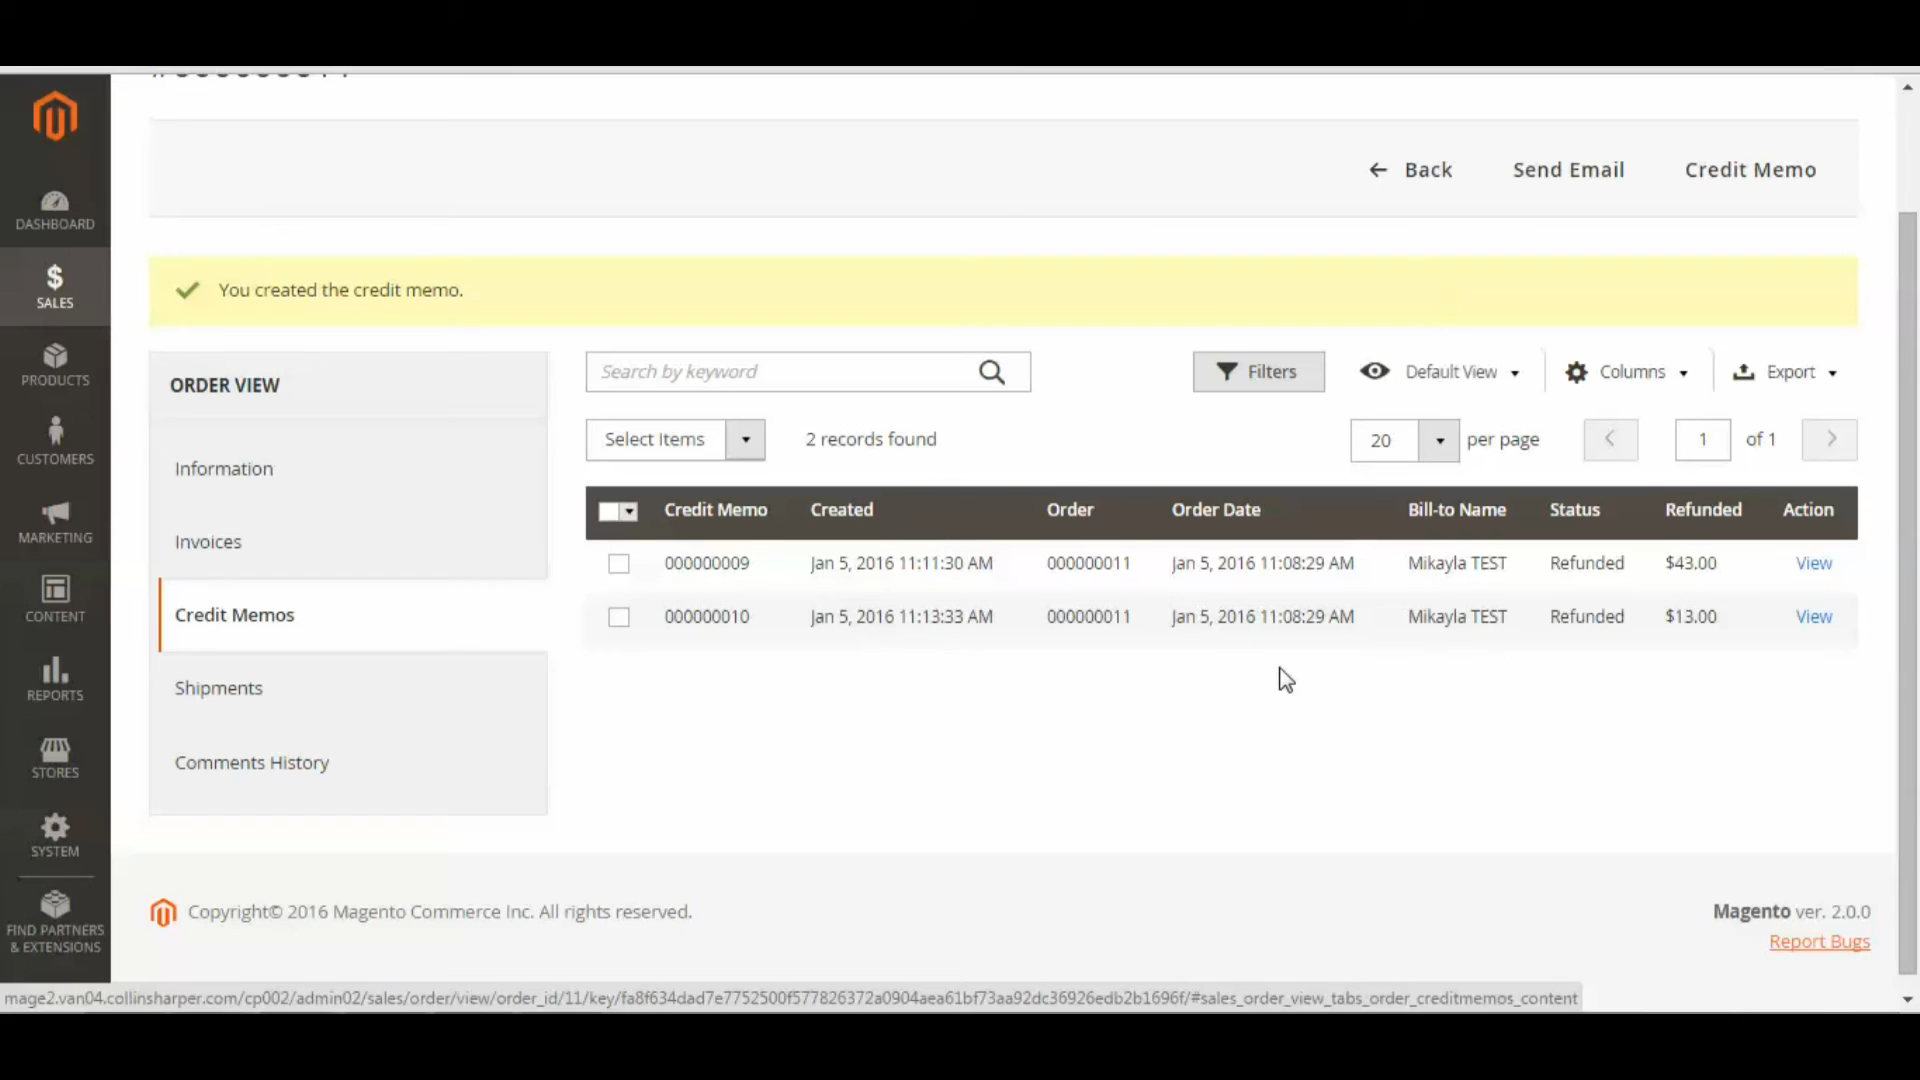 ← Back Send Email Credit Memo
You created the credit memo.
DASHBOARD
SALES
PRODUCTS
CUSTOMERS
MARKETING
CONTENT
REPORTS
STORES
SYSTEM
FIND PARTNERS
& EXTENSIONS
ORDER VIEW
Information
Invoices
Credit Memos
Shipments
Comments History
Search by keyword Filters Default View Columns Export
Select Items 2 records found 20 per page 1 of 1
Credit Memo Created Order Order Date Bill-to Name Status Refunded Action
000000009 Jan 5, 2016 11:11:30 AM 000000011 Jan 5, 2016 11:08:29 AM Mikayla TEST Refunded $43.00 View
000000010 Jan 5, 2016 11:13:33 AM 000000011 Jan 5, 2016 11:08:29 AM Mikayla TEST Refunded $13.00 View
Copyright© 2016 Magento Commerce Inc. All rights reserved.
Magento ver. 2.0.0
Report Bugs
mage2.van04.collinsharper.com/cp002/admin02/sales/order/view/order_id/11/key/fa8f634dad7e7752500f577826372a0904aea61bf73aa92dc36926edb2b1696f/#sales_order_view_tabs_order_creditmemos_content